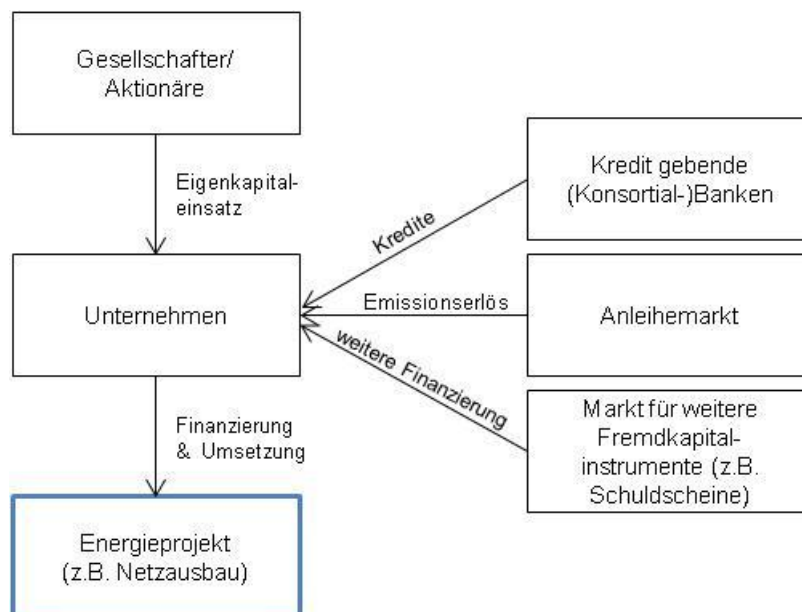 Gesellschafter/
Aktionäre
Eigenkapital-
einsatz
Kredit gebende
(Konsortial-)Banken
Kredite
Unternehmen
Emissionserlös
Anleihemarkt
weitere Finanzierung
Finanzierung
& Umsetzung
Markt für weitere
Fremdkapital-
instrumente (z.B.
Schuldscheine)
Energieprojekt
(z.B. Netzausbau)